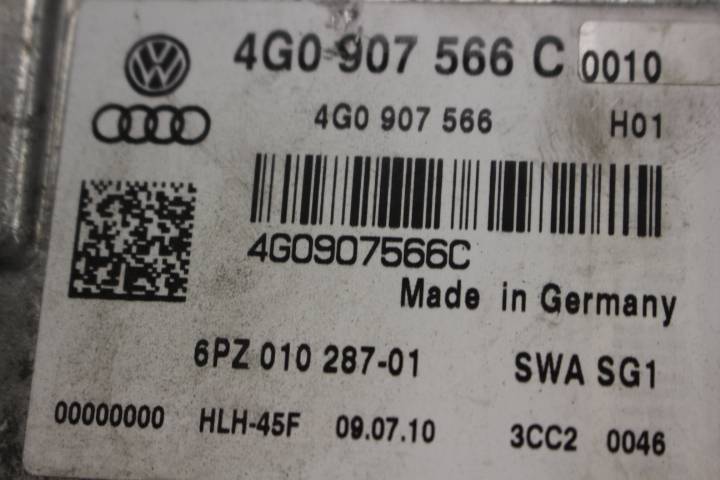 4G0 907 566 C 0010
4G0 907 566 H01
4G0907566C
Made in Germany
6PZ 010 287-01 SWA SG1
00000000 HLH-45F 09.07.10 3CC2 0046